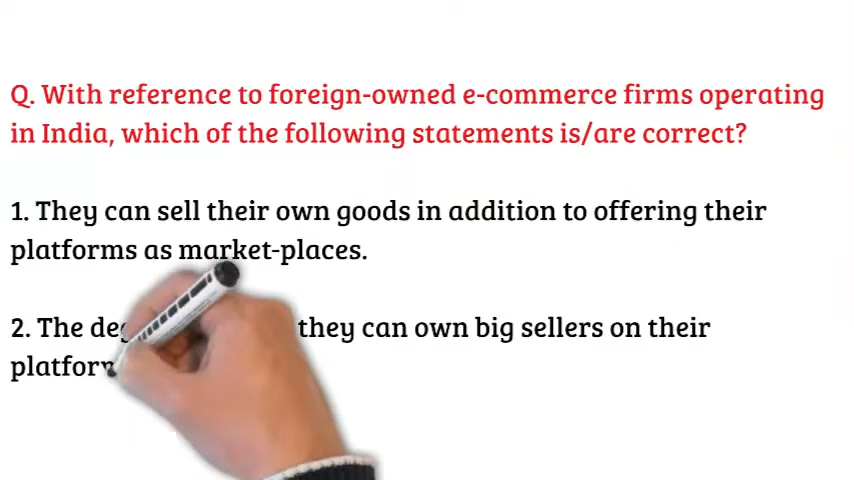 Q. With reference to foreign-owned e-commerce firms operating
in India, which of the following statements is/are correct?
1. They can sell their own goods in addition to offering their
platforms as market-places.
2. The they can own big sellers on their